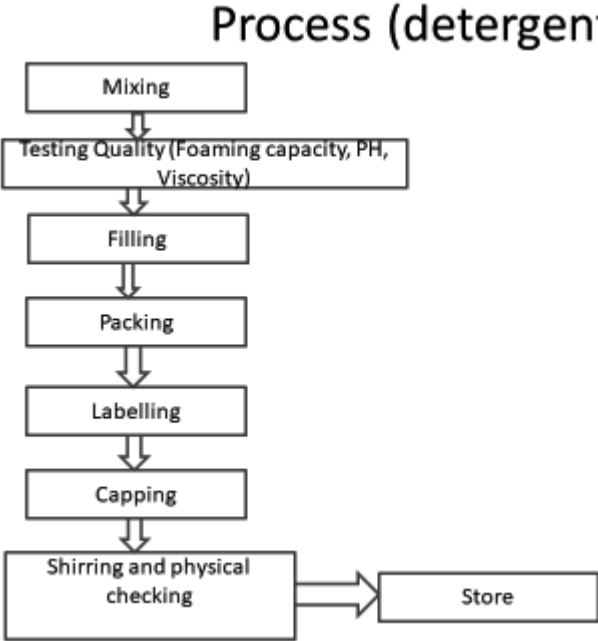 Process (detergent
Mixing
Testing Quality (Foaming capacity, PH,
Viscosity)
Filling
Packing
Labelling
Capping
Shirring and physical
checking
Store